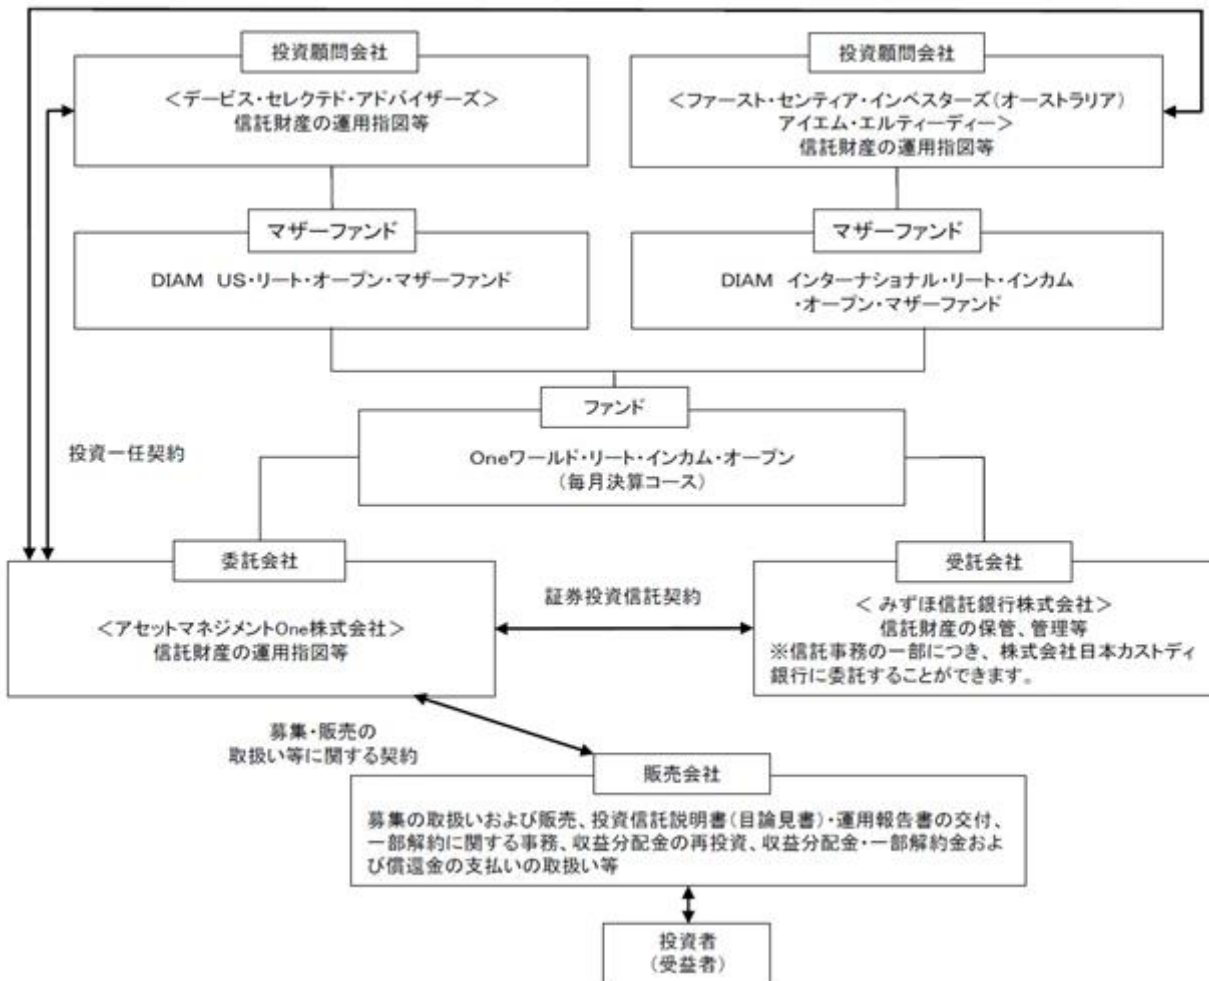 投資顧問会社
＜デービス・セレクテド・アドバイザーズ＞
信託財産の運用指図等
投資顧問会社
＜ファースト・センティア・インベスターズ（オーストラリア）
アイエム・エルティーディー＞
信託財産の運用指図等
マザーファンド
DIAM US・リート・オープン・マザーファンド
マザーファンド
DIAM インターナショナル・リート・インカム
・オープン・マザーファンド
ファンド
Oneワールド・リート・インカム・オープン
（毎月決算コース）
投資一任契約
委託会社
＜アセットマネジメントOne株式会社＞
信託財産の運用指図等
証券投資信託契約
受託会社
＜ みずほ信託銀行株式会社＞
信託財産の保管、管理等
※信託事務の一部につき、株式会社日本カストディ
銀行に委託することができます。
募集・販売の
取扱い等に関する契約
販売会社
募集の取扱いおよび販売、投資信託説明書（目論見書）・運用報告書の交付、
一部解約に関する事務、収益分配金の再投資、収益分配金・一部解約金およ
び償還金の支払いの取扱い等
投資者
（受益者）